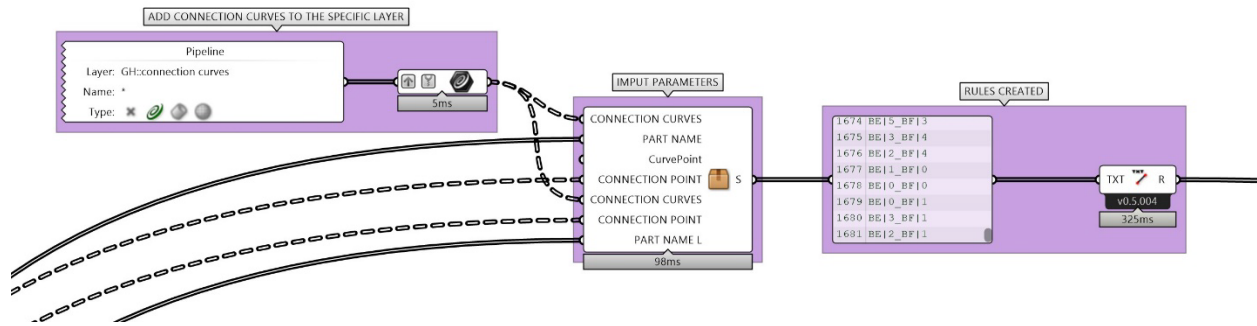 ADD CONNECTION CURVES TO THE SPECIFIC LAYER
Pipeline
Layer: GH::connection curves
Name: *
Type:
5ms
IMPUT PARAMETERS
CONNECTION CURVES
PART NAME
CurvePoint
CONNECTION POINT
S
CONNECTION CURVES
CONNECTION POINT
PART NAME L
98ms
RULES CREATED
1674 BE|5_BF|3
1675 BE|3_BF|4
1676 BE|2_BF|4
1677 BE|1_BF|0
1678 BE|0_BF|0
1679 BE|0_BF|1
1680 BE|3_BF|1
1681 BE|2_BF|1
TXT R
v0.5.004
325ms